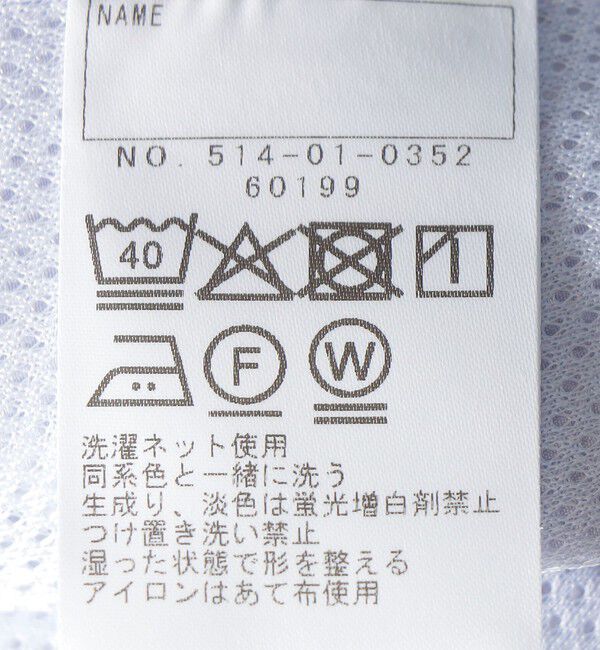 NAME
NO. 514-01-0352
60199
40
F
W
洗濯ネット使用
同系色と一緒に洗う
生成り、淡色は蛍光増白剤禁止
つけ置き洗い禁止
湿った状態で形を整える
アイロンはあて布使用